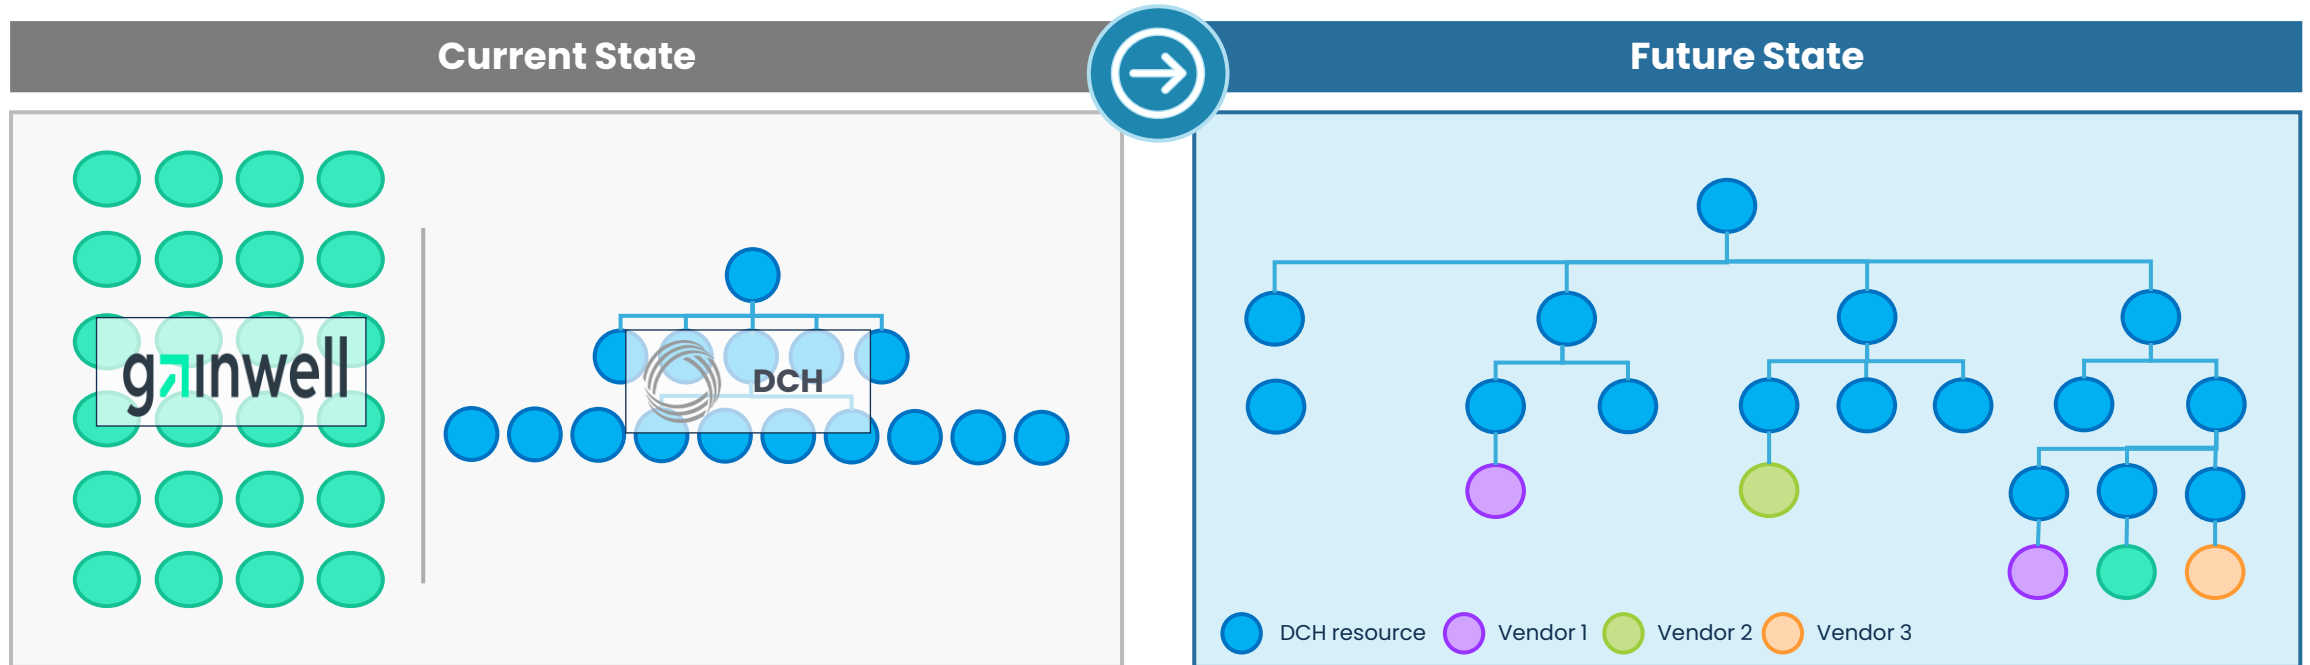 Current State
Future State
gainwell
DCH
DCH resource
Vendor 1
Vendor 2
Vendor 3